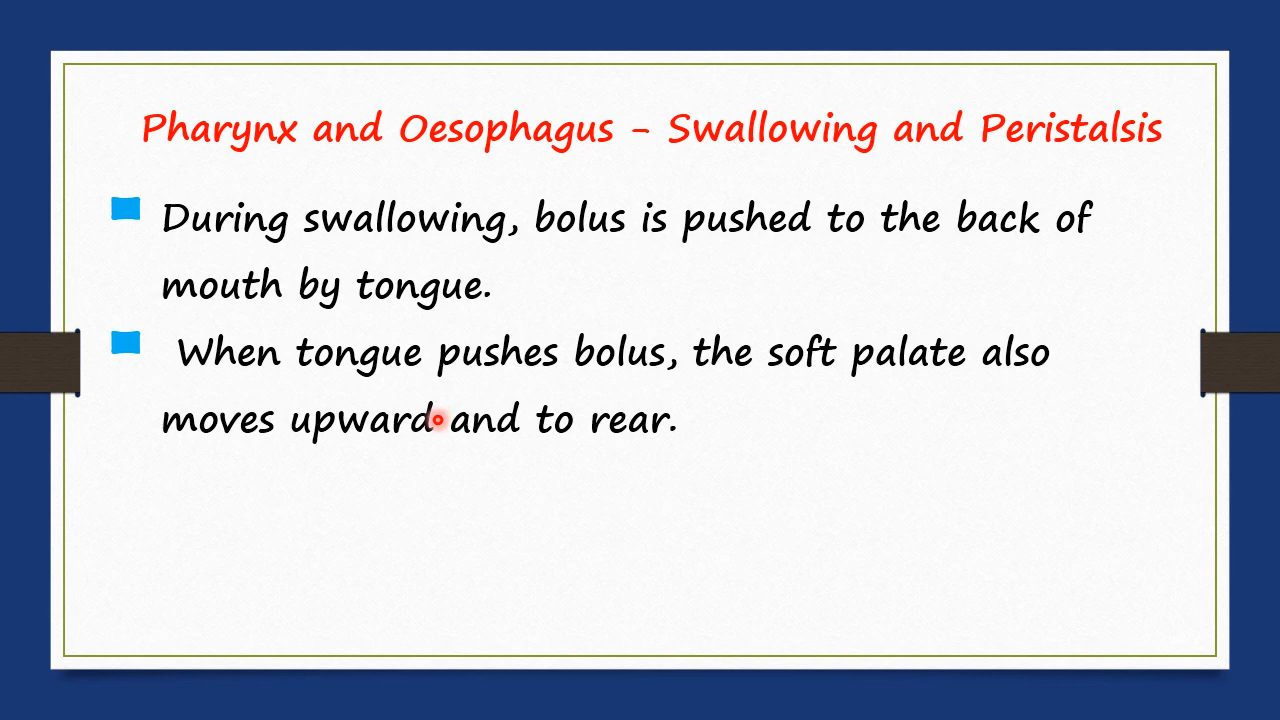 Pharynx and Oesophagus - Swallowing and Peristalsis
During swallowing, bolus is pushed to the back of
mouth by tongue.
When tongue pushes bolus, the soft palate also
moves upward and to rear.